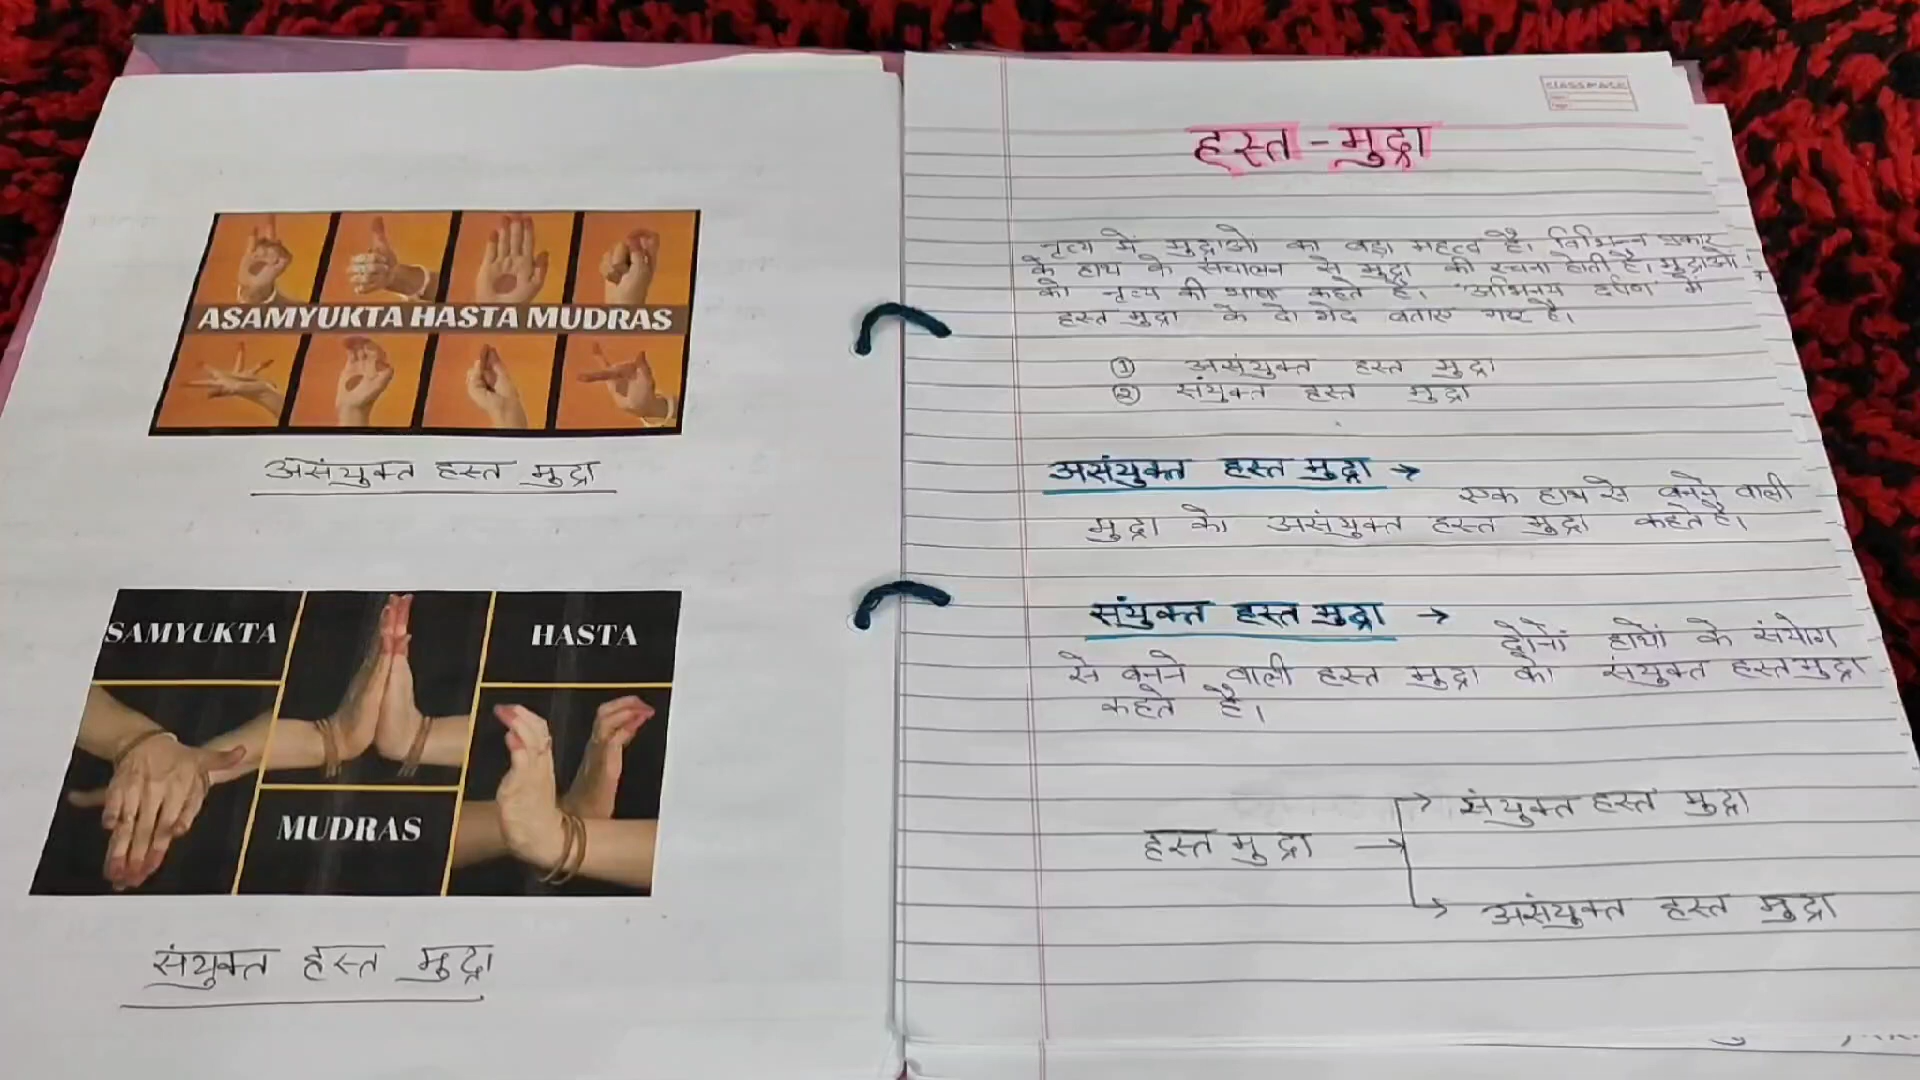 ASAMYUKTA HASTA MUDRAS
असंयुक्त हस्त मुद्रा
SAMYUKTA
HASTA
MUDRAS
संयुक्त हस्त मुद्रा
CLASSMATE
हस्त-मुद्रा
नृत्य में मुद्राओं का बड़ा महत्व है। विभिन्न प्रकार
के हाथ के संचालन से मुद्रा की रचना होती है। मुद्राओं
को नृत्य की भाषा कहते है। अभिनय दर्पण में
हस्त मुद्रा के दो भेद बताए गए है।
① असंयुक्त हस्त मुद्रा
② संयुक्त हस्त मुद्रा
असंयुक्त हस्त मुद्रा →
एक हाथ से बनने वाली
मुद्रा को असंयुक्त हस्त मुद्रा कहते है।
संयुक्त हस्त मुद्रा →
दोनों हाथों के संयोग
से बनने वाली हस्त मुद्रा को संयुक्त हस्तमुद्रा
कहते है।
संयुक्त हस्त मुद्रा
हस्त मुद्रा →
असंयुक्त हस्त मुद्रा